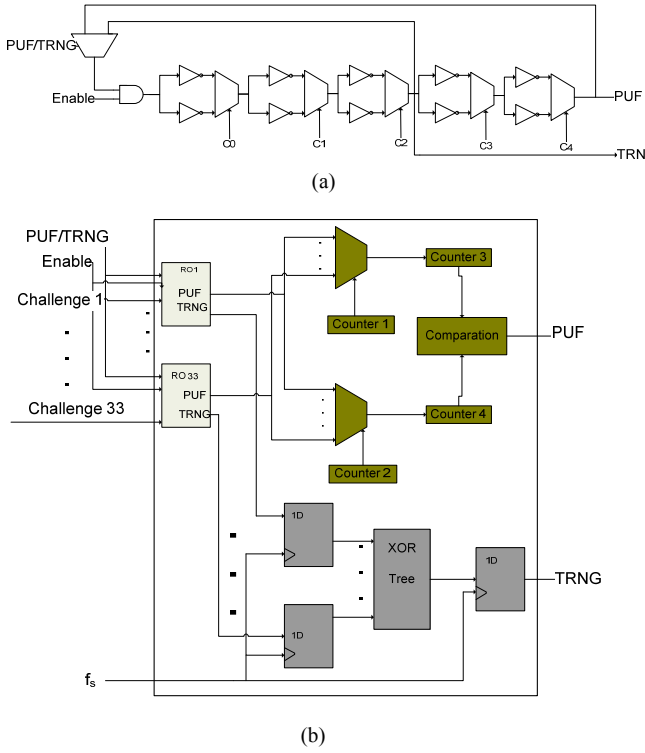 PUF/TRNG
Enable
C0
C1
C2
C3
C4
PUF
TRN
(a)
PUF/TRNG
Enable
Challenge 1
RO1
PUF
TRNG
Counter 1
Counter 3
Comparation
PUF
RO 33
PUF
TRNG
Challenge 33
Counter 4
Counter 2
1D
XOR
Tree
1D
TRNG
1D
fs
(b)